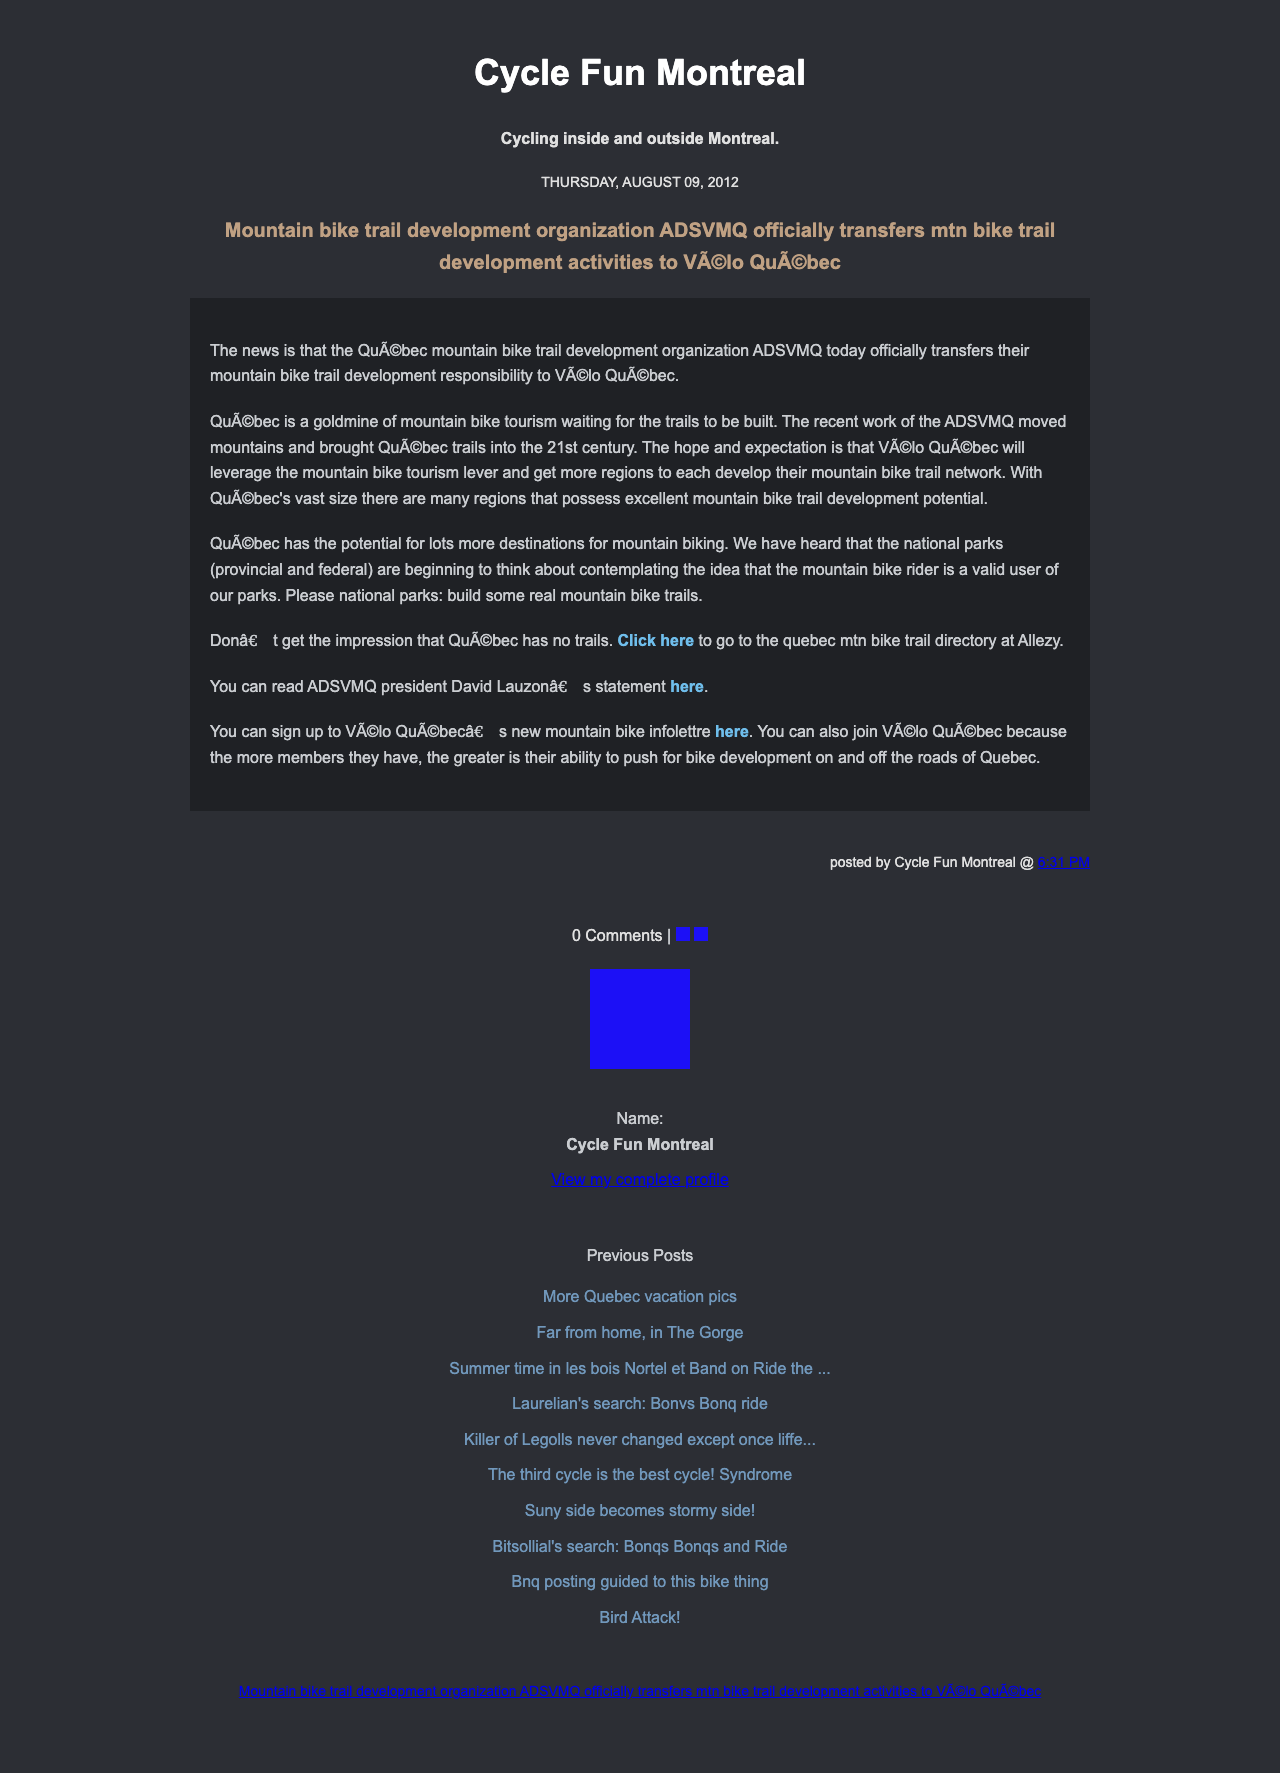 Cycle Fun Montreal
Cycling inside and outside Montreal.
THURSDAY, AUGUST 09, 2012
Mountain bike trail development organization ADSVMQ officially transfers mtn bike trail
development activities to VÃ©lo QuÃ©bec
The news is that the QuÃ©bec mountain bike trail development organization ADSVMQ today officially transfers their
mountain bike trail development responsibility to VÃ©lo QuÃ©bec.
QuÃ©bec is a goldmine of mountain bike tourism waiting for the trails to be built. The recent work of the ADSVMQ moved
mountains and brought QuÃ©bec trails into the 21st century. The hope and expectation is that VÃ©lo QuÃ©bec will
leverage the mountain bike tourism lever and get more regions to each develop their mountain bike trail network. With
QuÃ©bec's vast size there are many regions that possess excellent mountain bike trail development potential.
QuÃ©bec has the potential for lots more destinations for mountain biking. We have heard that the national parks
(provincial and federal) are beginning to think about contemplating the idea that the mountain bike rider is a valid user of
our parks. Please national parks: build some real mountain bike trails.
Donâ€ t get the impression that QuÃ©bec has no trails. Click here to go to the quebec mtn bike trail directory at Allezy.
You can read ADSVMQ president David Lauzonâ€ s statement here.
You can sign up to VÃ©lo QuÃ©becâ€ s new mountain bike infolettre here. You can also join VÃ©lo QuÃ©bec because
the more members they have, the greater is their ability to push for bike development on and off the roads of Quebec.
posted by Cycle Fun Montreal @ 6:31 PM
0 Comments |
Name:
Cycle Fun Montreal
View my complete profile
Previous Posts
More Quebec vacation pics
Far from home, in The Gorge
Summer time in les bois Nortel et Band on Ride the ...
Laurelian's search: Bonvs Bonq ride
Killer of Legolls never changed except once liffe...
The third cycle is the best cycle! Syndrome
Suny side becomes stormy side!
Bitsollial's search: Bonqs Bonqs and Ride
Bnq posting guided to this bike thing
Bird Attack!
Mountain bike trail development organization ADSVMQ officially transfers mtn bike trail development activities to VÃ©lo QuÃ©bec